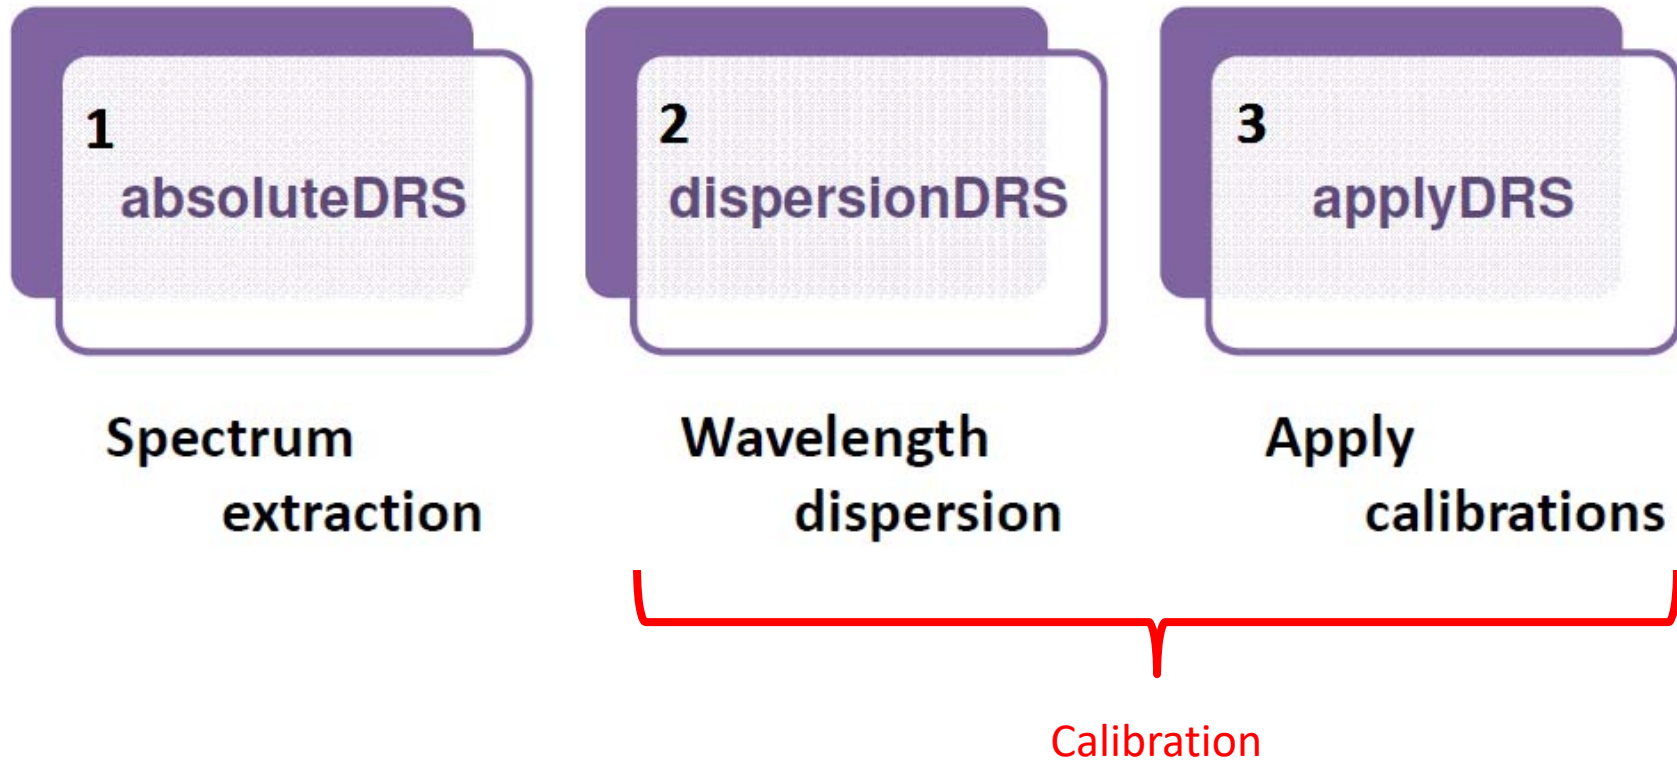 1
absoluteDRS
2
dispersionDRS
3
applyDRS
Spectrum
extraction
Wavelength
dispersion
Apply
calibrations
Calibration